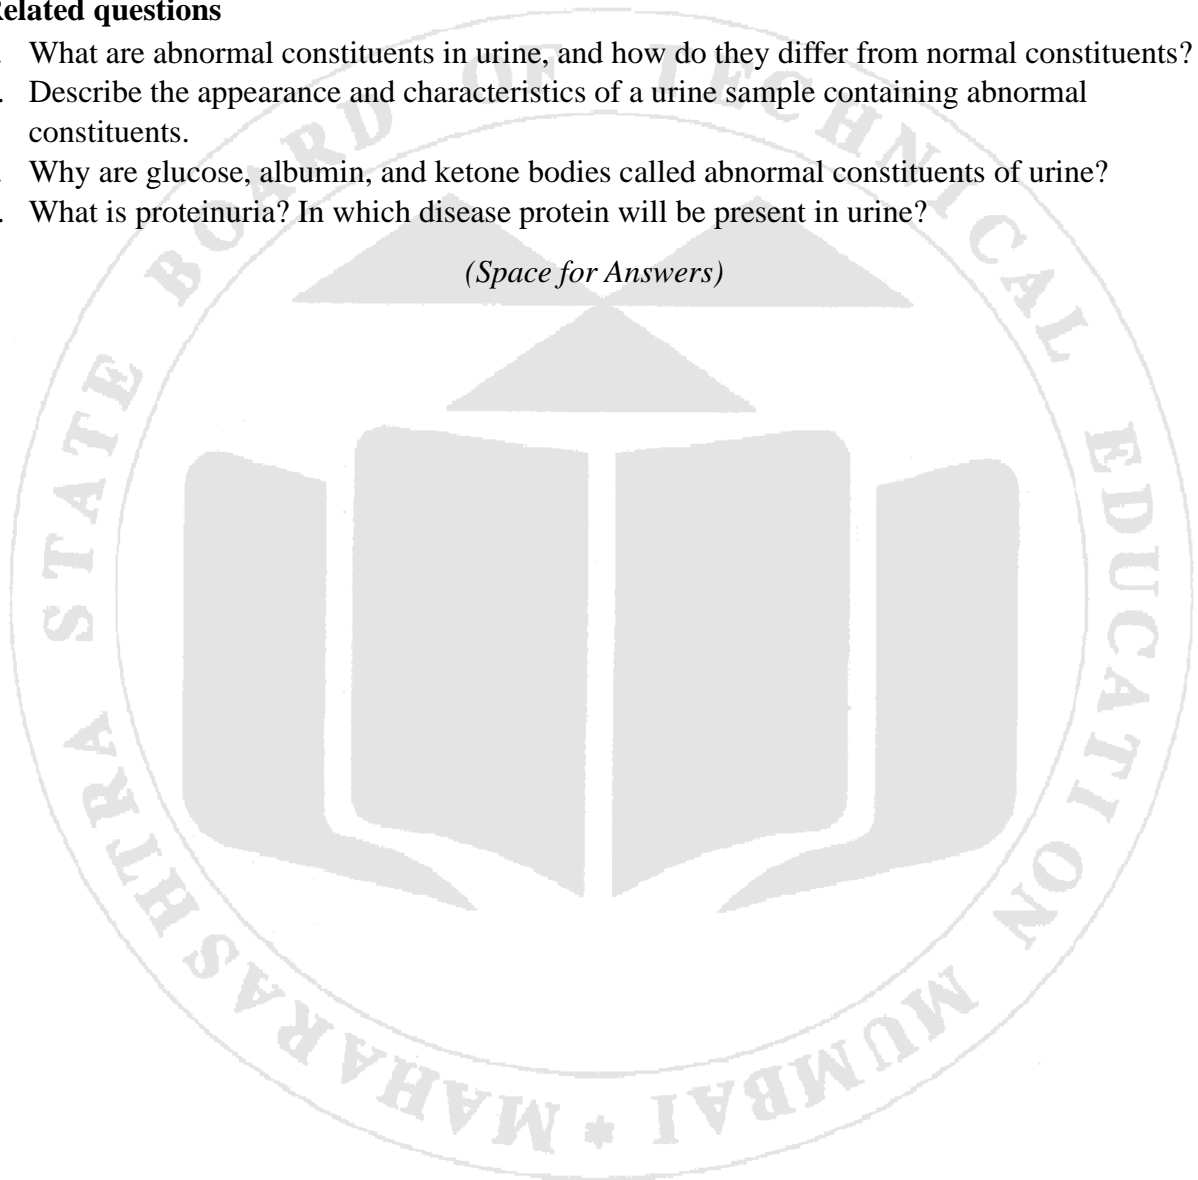 Related questions
. What are abnormal constituents in urine, and how do they differ from normal constituents?
. Describe the appearance and characteristics of a urine sample containing abnormal
constituents.
. Why are glucose, albumin, and ketone bodies called abnormal constituents of urine?
. What is proteinuria? In which disease protein will be present in urine?
(Space for Answers)
MAHARASHTRA STATE BOARD OF TECHNICAL EDUCATION MUMBAI *